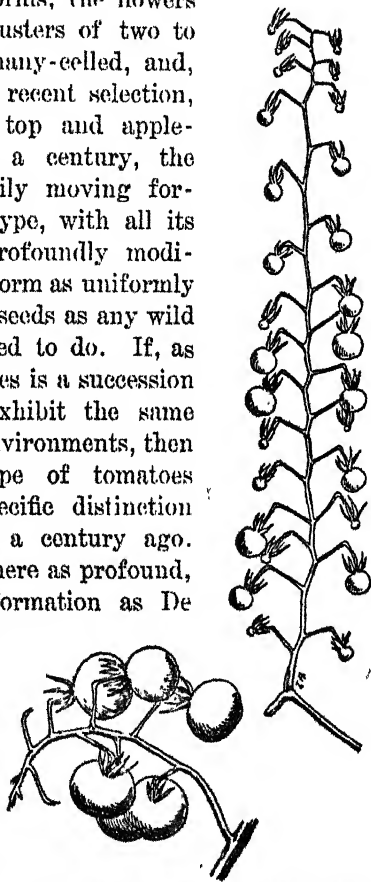 forms, the flowers
usters of two to
many-celled, and,
recent selection,
top and apple-
a century, the
ily moving for-
ype, with all its
rofoundly modi-
orm as uniformly
seeds as any wild
ed to do. If, as
es is a succession
xhibit the same
vironments, then
pe of tomatoes
ecific distinction
a century ago.
here as profound,
formation as De